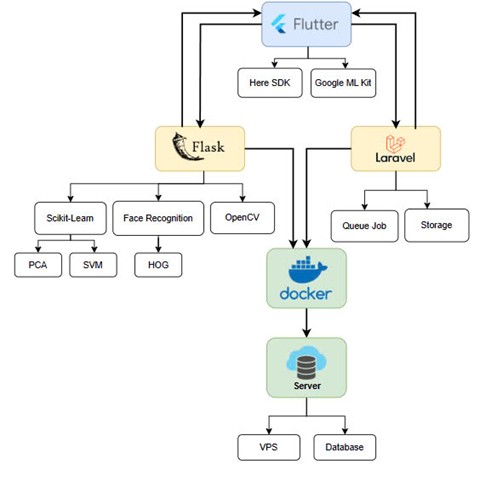 Flutter
Here SDK
Google ML Kit
Flask
Laravel
Scikit-Learn
Face Recognition
OpenCV
Queue Job
Storage
PCA
SVM
HOG
docker
Server
VPS
Database